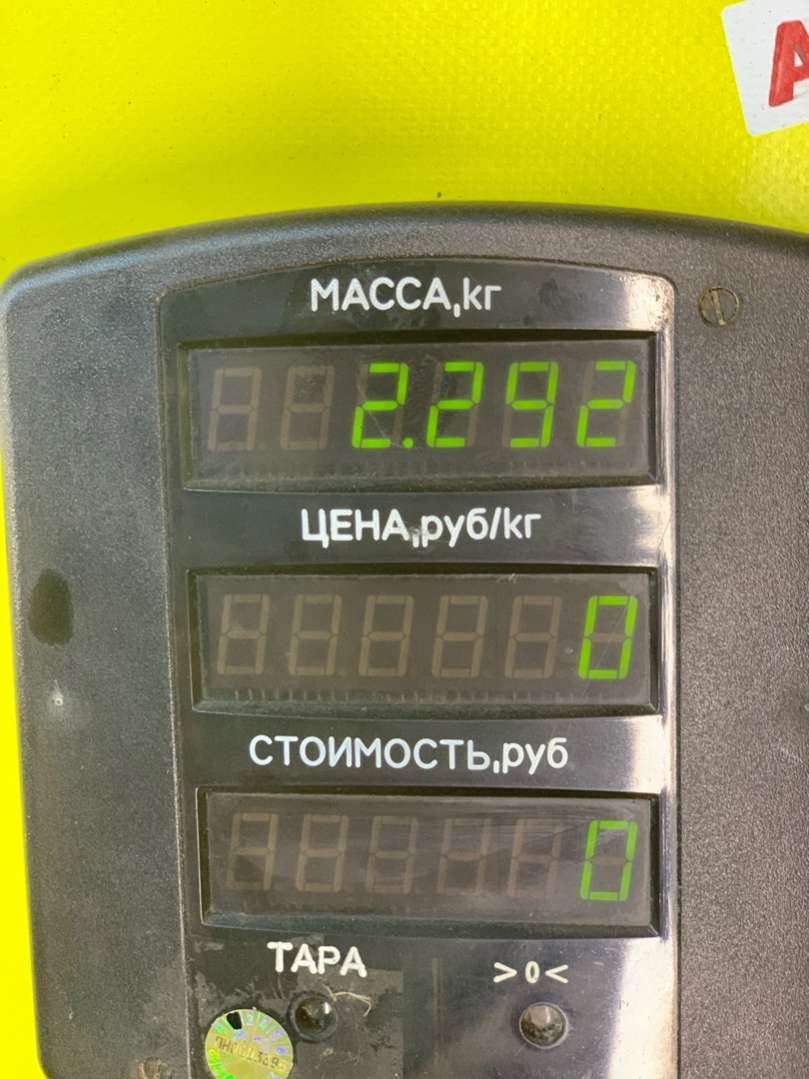 А
МАССА,кг
2.292
ЦЕНА,руб/кг
0
СТОИМОСТЬ,руб
0
ТАРА
>0<